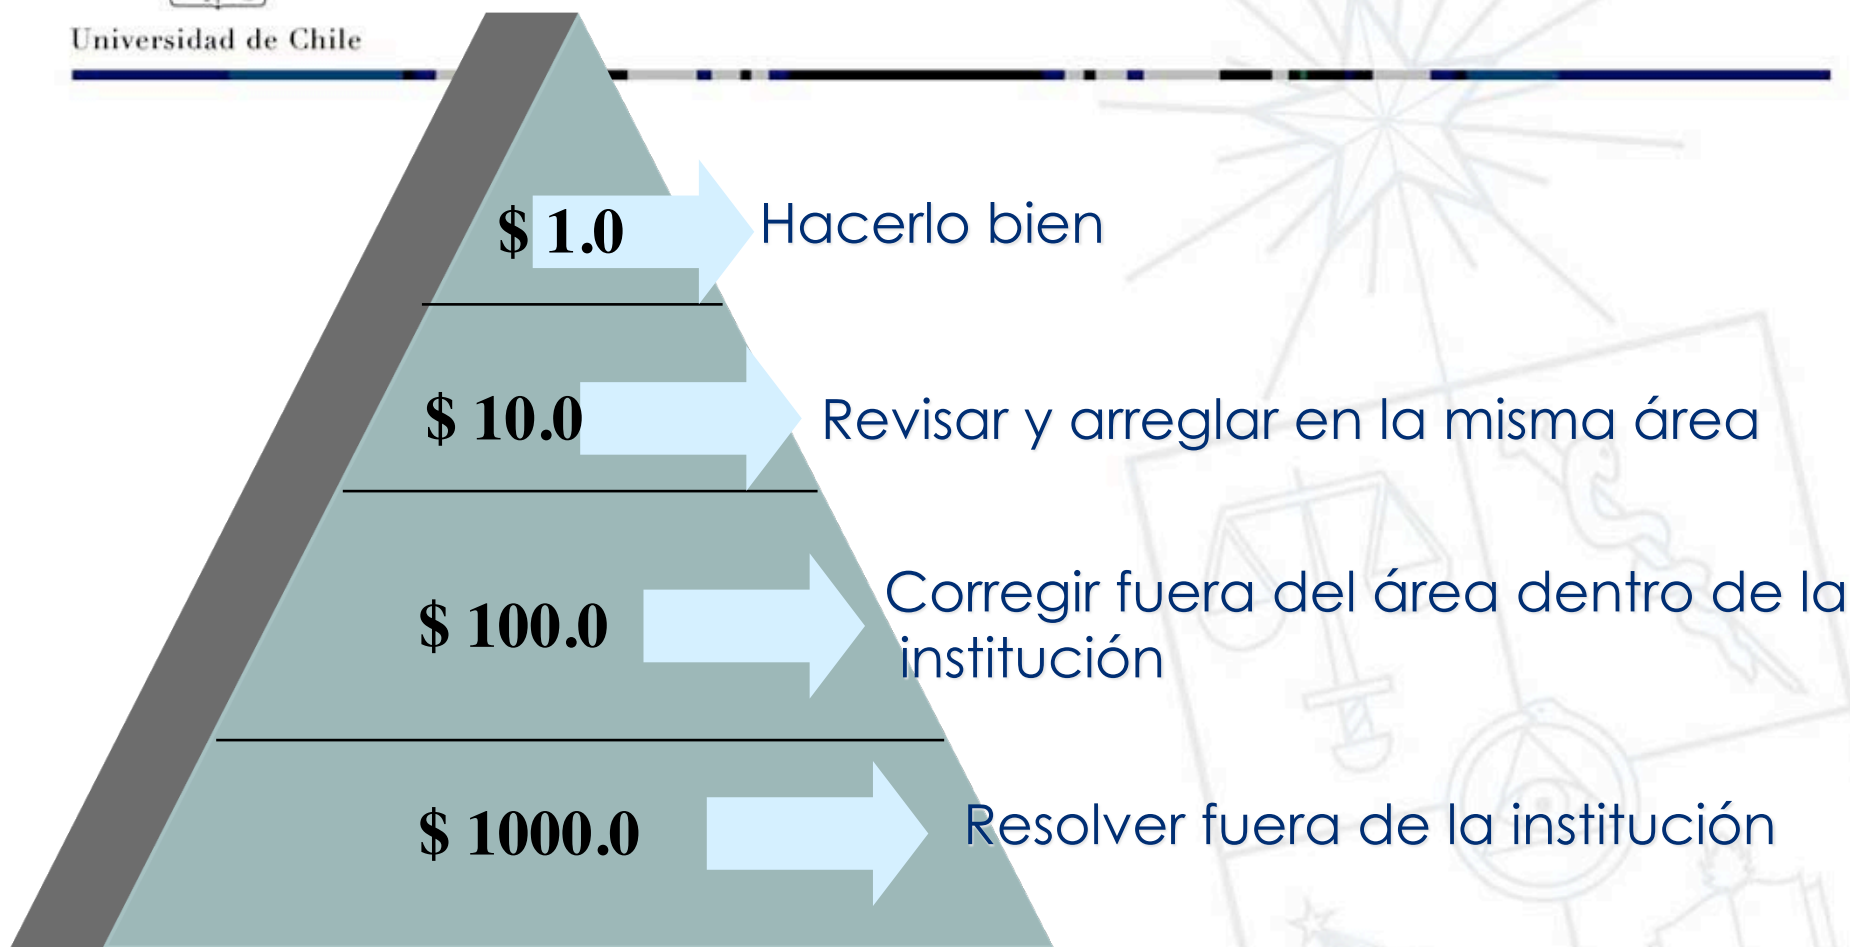 Universidad de Chile
$ 1.0 Hacerlo bien
$ 10.0 Revisar y arreglar en la misma área
$ 100.0 Corregir fuera del área dentro de la
institución
$ 1000.0 Resolver fuera de la institución